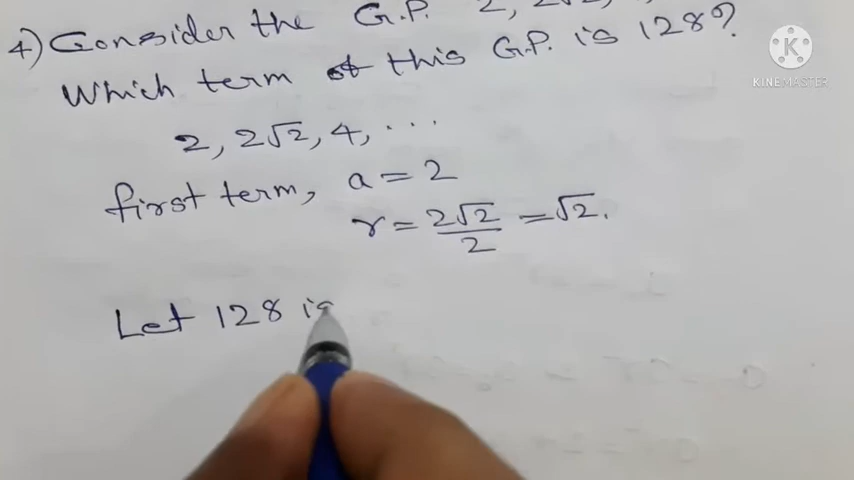 4) Consider the G.P. 2, 2√2,
Which term of this G.P. is 128?
2, 2√2, 4, ...
first term, a = 2
r = 2√2/2 = √2.
Let 128 is
K
KINEMASTER